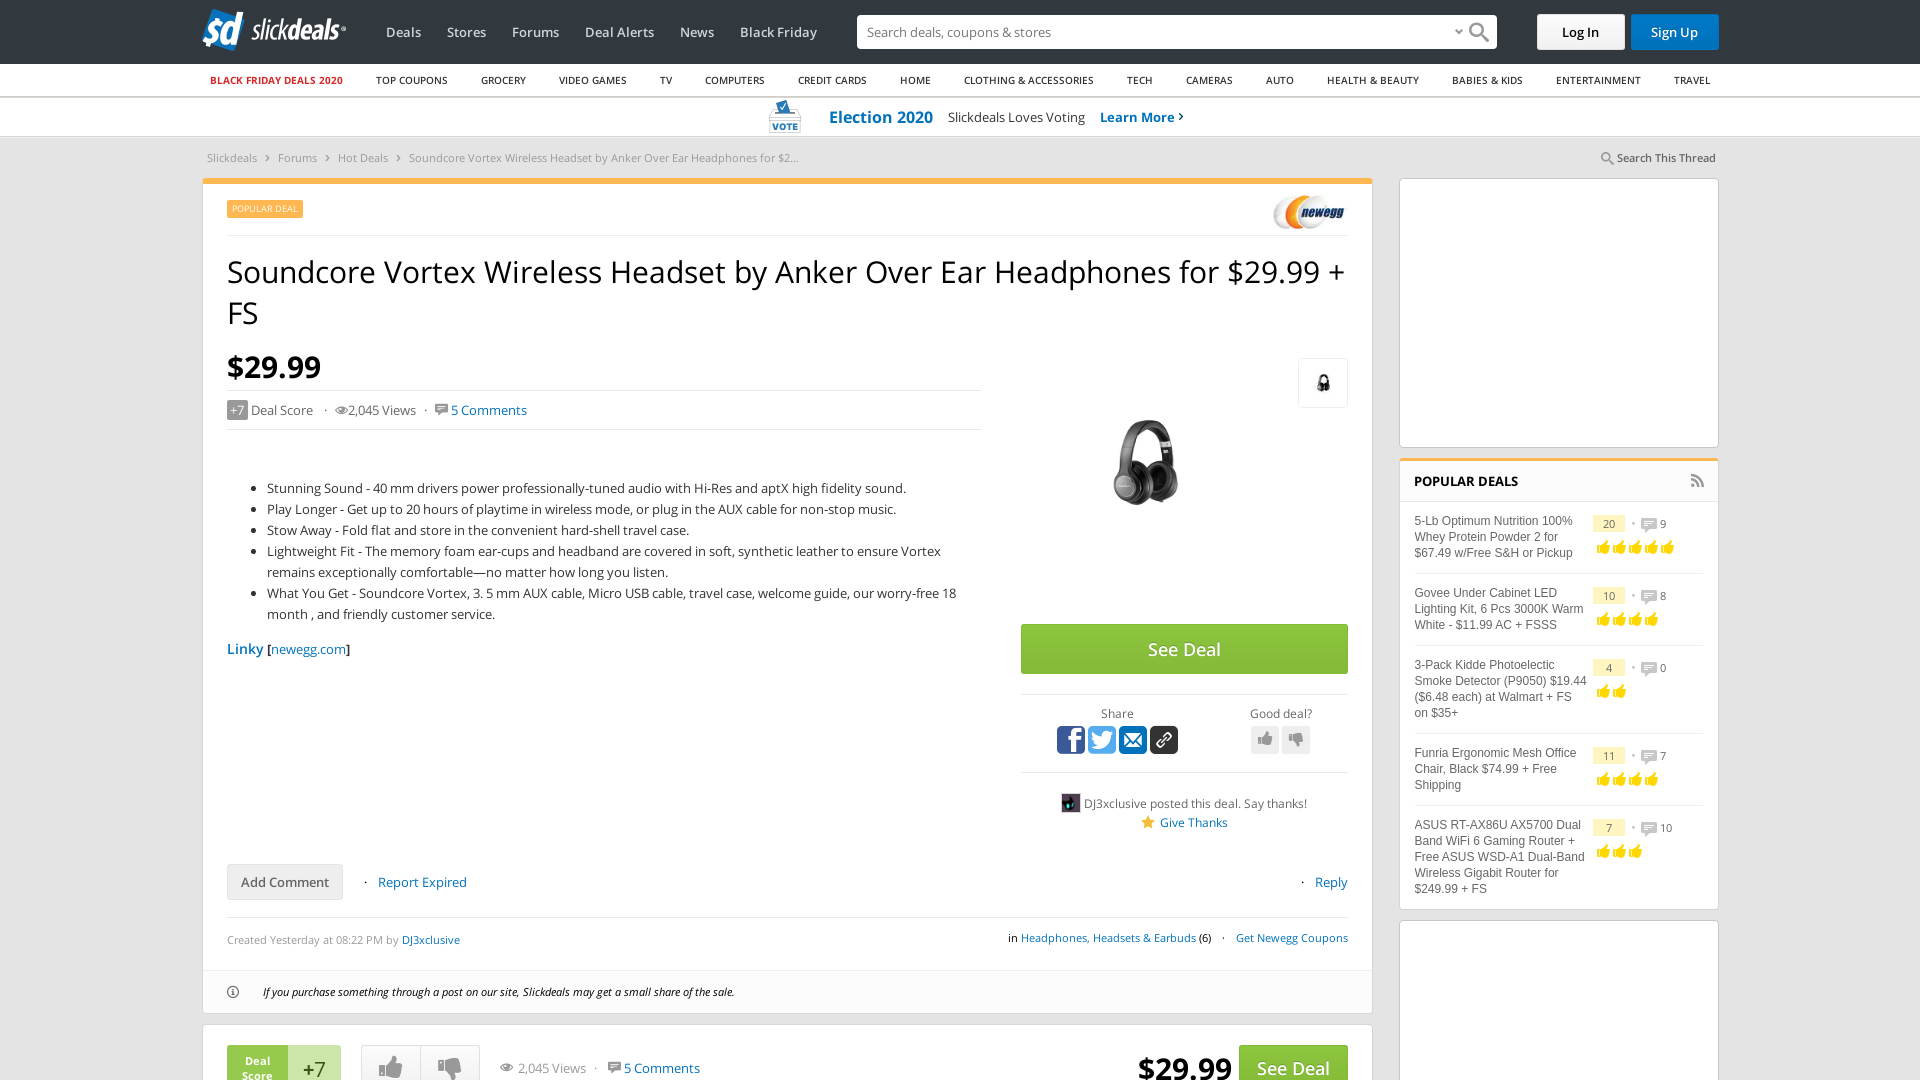 sd slickdeals
Deals
Stores
Forums
Deal Alerts
News
Black Friday
Search deals, coupons & stores
Log In
Sign Up
BLACK FRIDAY DEALS 2020
TOP COUPONS
GROCERY
VIDEO GAMES
TV
COMPUTERS
CREDIT CARDS
HOME
CLOTHING & ACCESSORIES
TECH
CAMERAS
AUTO
HEALTH & BEAUTY
BABIES & KIDS
ENTERTAINMENT
TRAVEL
VOTE
Election 2020 Slickdeals Loves Voting Learn More ›
Slickdeals › Forums › Hot Deals › Soundcore Vortex Wireless Headset by Anker Over Ear Headphones for $2...
Search This Thread
POPULAR DEAL
newegg
Soundcore Vortex Wireless Headset by Anker Over Ear Headphones for $29.99 +
FS
$29.99
+7 Deal Score · 2,045 Views · 5 Comments
• Stunning Sound - 40 mm drivers power professionally-tuned audio with Hi-Res and aptX high fidelity sound.
• Play Longer - Get up to 20 hours of playtime in wireless mode, or plug in the AUX cable for non-stop music.
• Stow Away - Fold flat and store in the convenient hard-shell travel case.
• Lightweight Fit - The memory foam ear-cups and headband are covered in soft, synthetic leather to ensure Vortex
remains exceptionally comfortable—no matter how long you listen.
• What You Get - Soundcore Vortex, 3. 5 mm AUX cable, Micro USB cable, travel case, welcome guide, our worry-free 18
month , and friendly customer service.
Linky [newegg.com]
See Deal
Share
Good deal?
DJ3xclusive posted this deal. Say thanks!
Give Thanks
Add Comment · Report Expired
· Reply
Created Yesterday at 08:22 PM by DJ3xclusive
in Headphones, Headsets & Earbuds (6) · Get Newegg Coupons
If you purchase something through a post on our site, Slickdeals may get a small share of the sale.
Deal
Score
+7
2,045 Views · 5 Comments
$29.99
See Deal
POPULAR DEALS
5-Lb Optimum Nutrition 100%
Whey Protein Powder 2 for
$67.49 w/Free S&H or Pickup
20 • 9
Govee Under Cabinet LED
Lighting Kit, 6 Pcs 3000K Warm
White - $11.99 AC + FSSS
10 • 8
3-Pack Kidde Photoelectic
Smoke Detector (P9050) $19.44
($6.48 each) at Walmart + FS
on $35+
4 • 0
Funria Ergonomic Mesh Office
Chair, Black $74.99 + Free
Shipping
11 • 7
ASUS RT-AX86U AX5700 Dual
Band WiFi 6 Gaming Router +
Free ASUS WSD-A1 Dual-Band
Wireless Gigabit Router for
$249.99 + FS
7 • 10